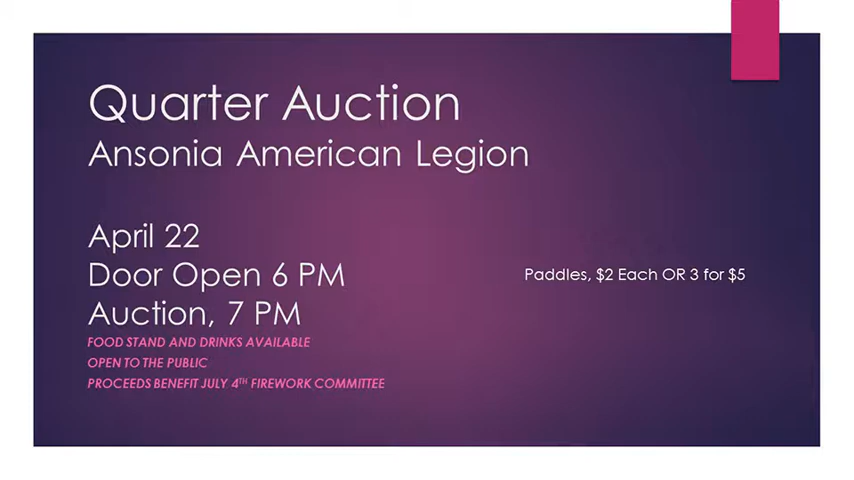 Quarter Auction
Ansonia American Legion
April 22
Door Open 6 PM
Auction, 7 PM
FOOD STAND AND DRINKS AVAILABLE
OPEN TO THE PUBLIC
PROCEEDS BENEFIT JULY 4TH FIREWORK COMMITTEE
Paddles, $2 Each OR 3 for $5